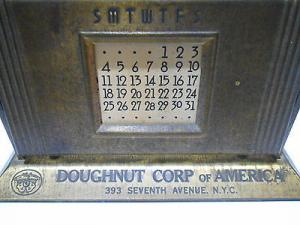 S M T W T F S
1 2 3
4 5 6 7 8 9 10
11 12 13 14 15 16 17
18 19 20 21 22 23 24
25 26 27 28 29 30 31
DOUGHNUT CORP OF AMERICA
393 SEVENTH AVENUE, N.Y.C.